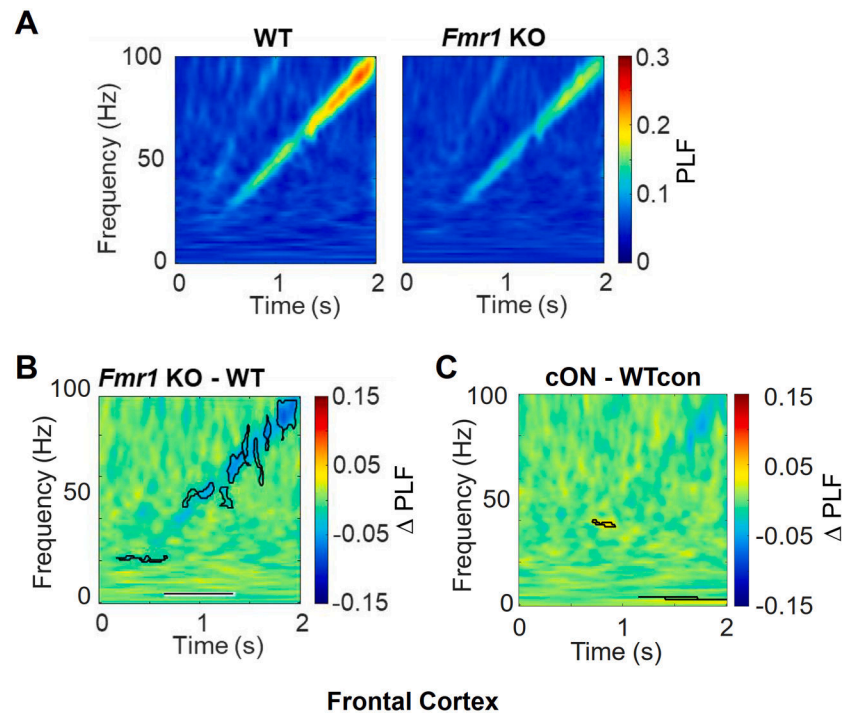 A
WT
Fmr1 KO
Frequency (Hz)
100
50
0
0
1
2
Time (s)
0
1
2
Time (s)
0.3
0.2
0.1
0
PLF
B
Fmr1 KO - WT
Frequency (Hz)
100
50
0
0
1
2
Time (s)
0.15
0.05
-0.05
-0.15
Δ PLF
C
cON - WTcon
Frequency (Hz)
100
50
0
0
1
2
Time (s)
0.15
0.05
-0.05
-0.15
Δ PLF
Frontal Cortex